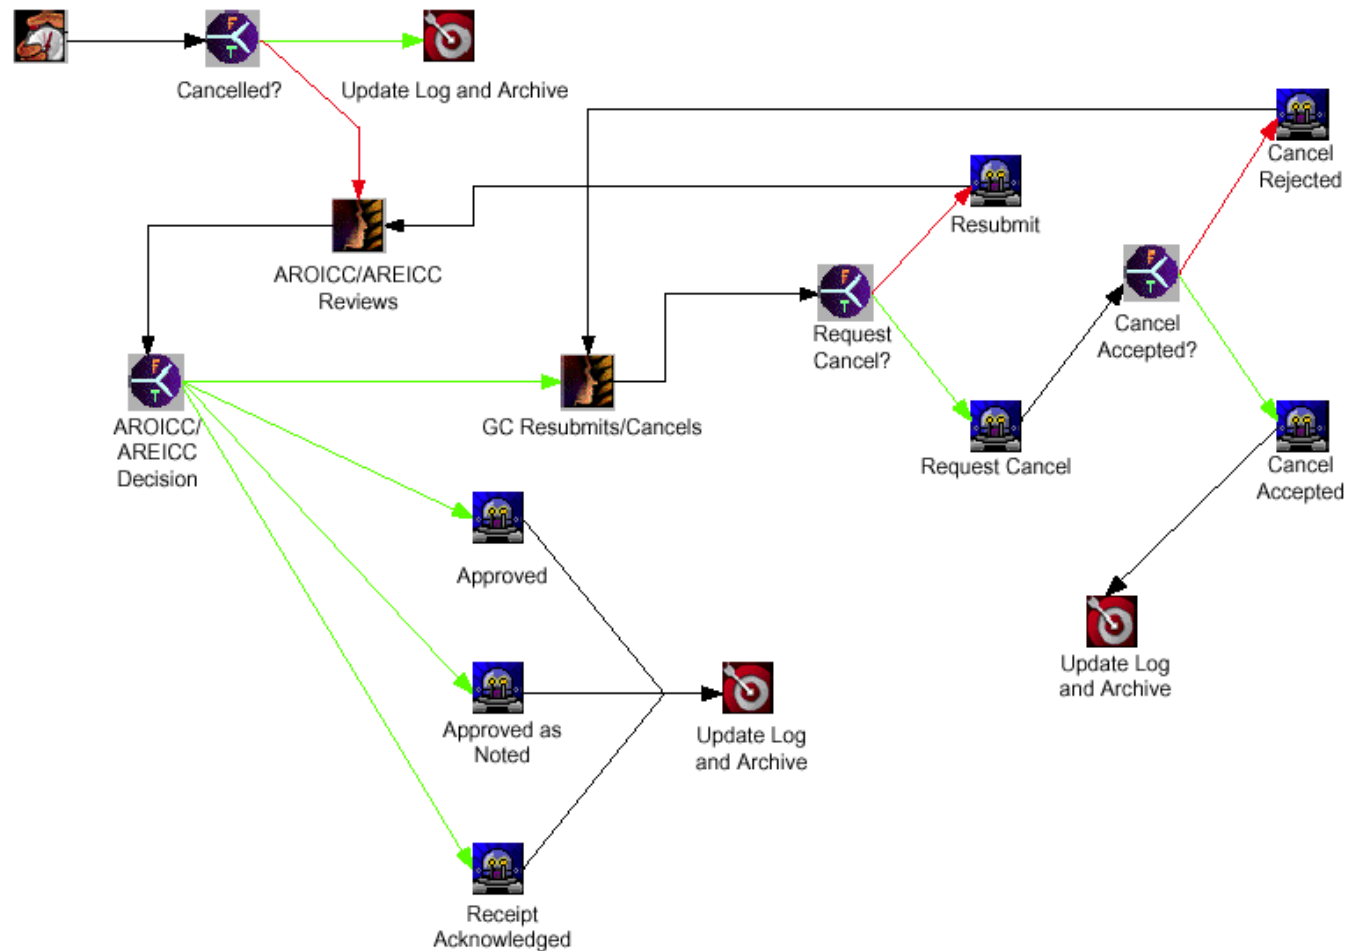 Cancelled?
Update Log and Archive
Cancel
Rejected
Resubmit
AROICC/AREICC
Reviews
Request
Cancel?
Cancel
Accepted?
AROICC/
AREICC
Decision
GC Resubmits/Cancels
Request Cancel
Cancel
Accepted
Approved
Update Log
and Archive
Approved as
Noted
Update Log
and Archive
Receipt
Acknowledged